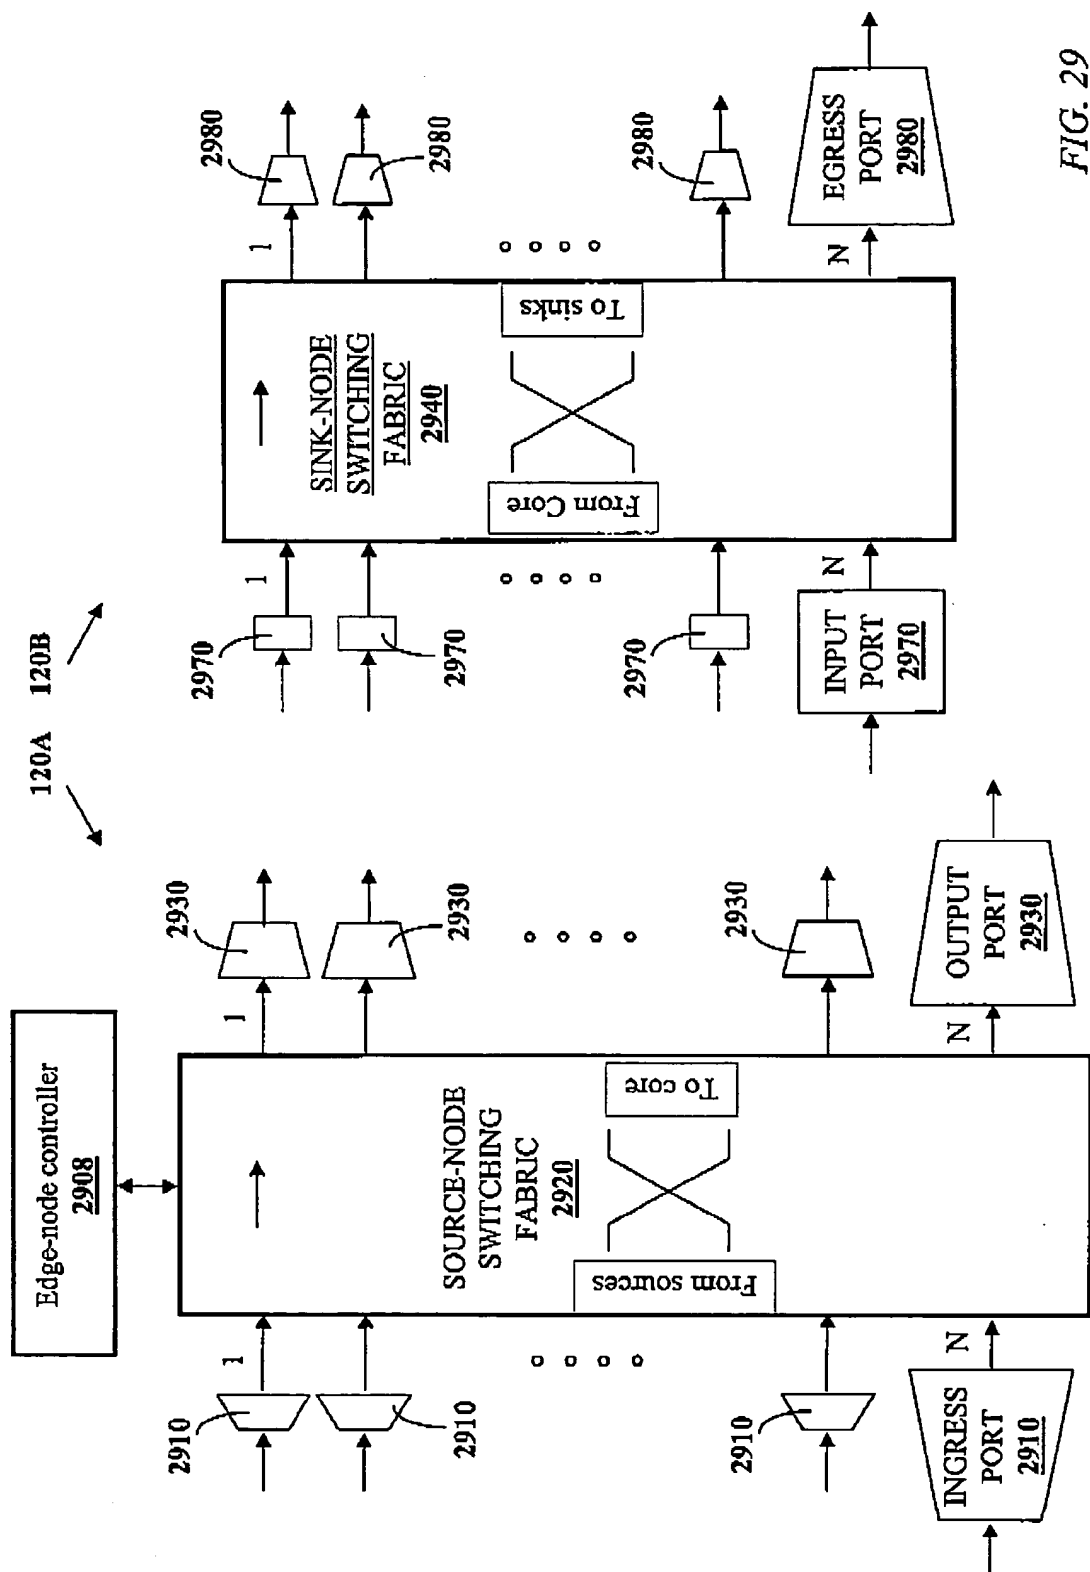 120A
120B
Edge-node controller
2908
2910
2910
2910
INGRESS
PORT
2910
1
N
SOURCE-NODE
SWITCHING
FABRIC
2920
From sources
To core
1
N
2930
2930
2930
OUTPUT
PORT
2930
2970
2970
2970
INPUT
PORT
2970
1
N
SINK-NODE
SWITCHING
FABRIC
2940
From Core
To sinks
1
N
2980
2980
2980
EGRESS
PORT
2980
FIG. 29